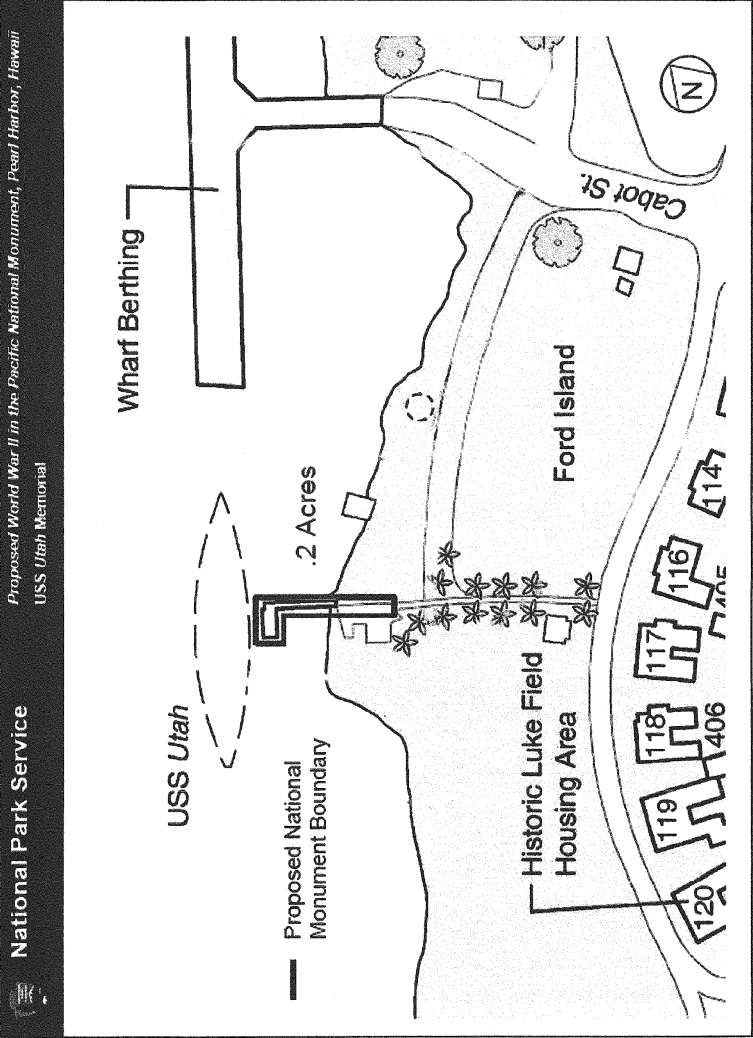 National Park Service
Proposed World War II in the Pacific National Monument, Pearl Harbor, Hawaii
USS Utah Memorial
USS Utah
Wharf Berthing
.2 Acres
Proposed National
Monument Boundary
Historic Luke Field
Housing Area
Ford Island
Cabot St.
N
120
119
118
117
116
114
406
405